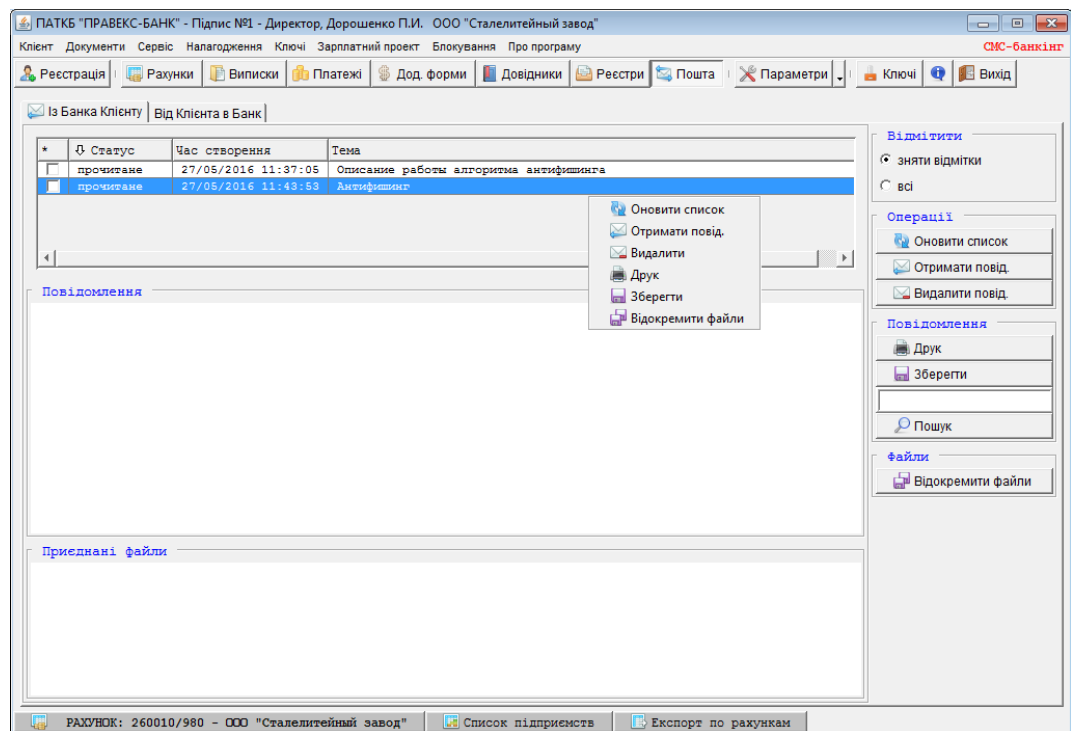 ПАТКБ "ПРАВЕКС-БАНК" - Підпис №1 - Директор, Дорошенко П.И. ООО "Сталелитейный завод"
Клієнт Документи Сервіс Налагодження Ключі Зарплатний проект Блокування Про програму СМС-банкінг
Реєстрація Рахунки Виписки Платежі Дод. форми Довідники Реєстри Пошта Параметри Ключі Вихід
Із Банка Клієнту Від Клієнта в Банк
* Статус Час створення Тема
прочитане 27/05/2016 11:37:05 Описание работы алгоритма антифишинга
прочитане 27/05/2016 11:43:53 Антифишинг
Оновити список
Отримати повід.
Видалити
Друк
Зберегти
Відокремити файли
Повідомлення
Приєднані файли
Відмітити
зняти відмітки
всі
Операції
Оновити список
Отримати повід.
Видалити повід.
Повідомлення
Друк
Зберегти
Пошук
Файли
Відокремити файли
РАХУНОК: 260010/980 - ООО "Сталелитейный завод" Список підприємств Експорт по рахункам